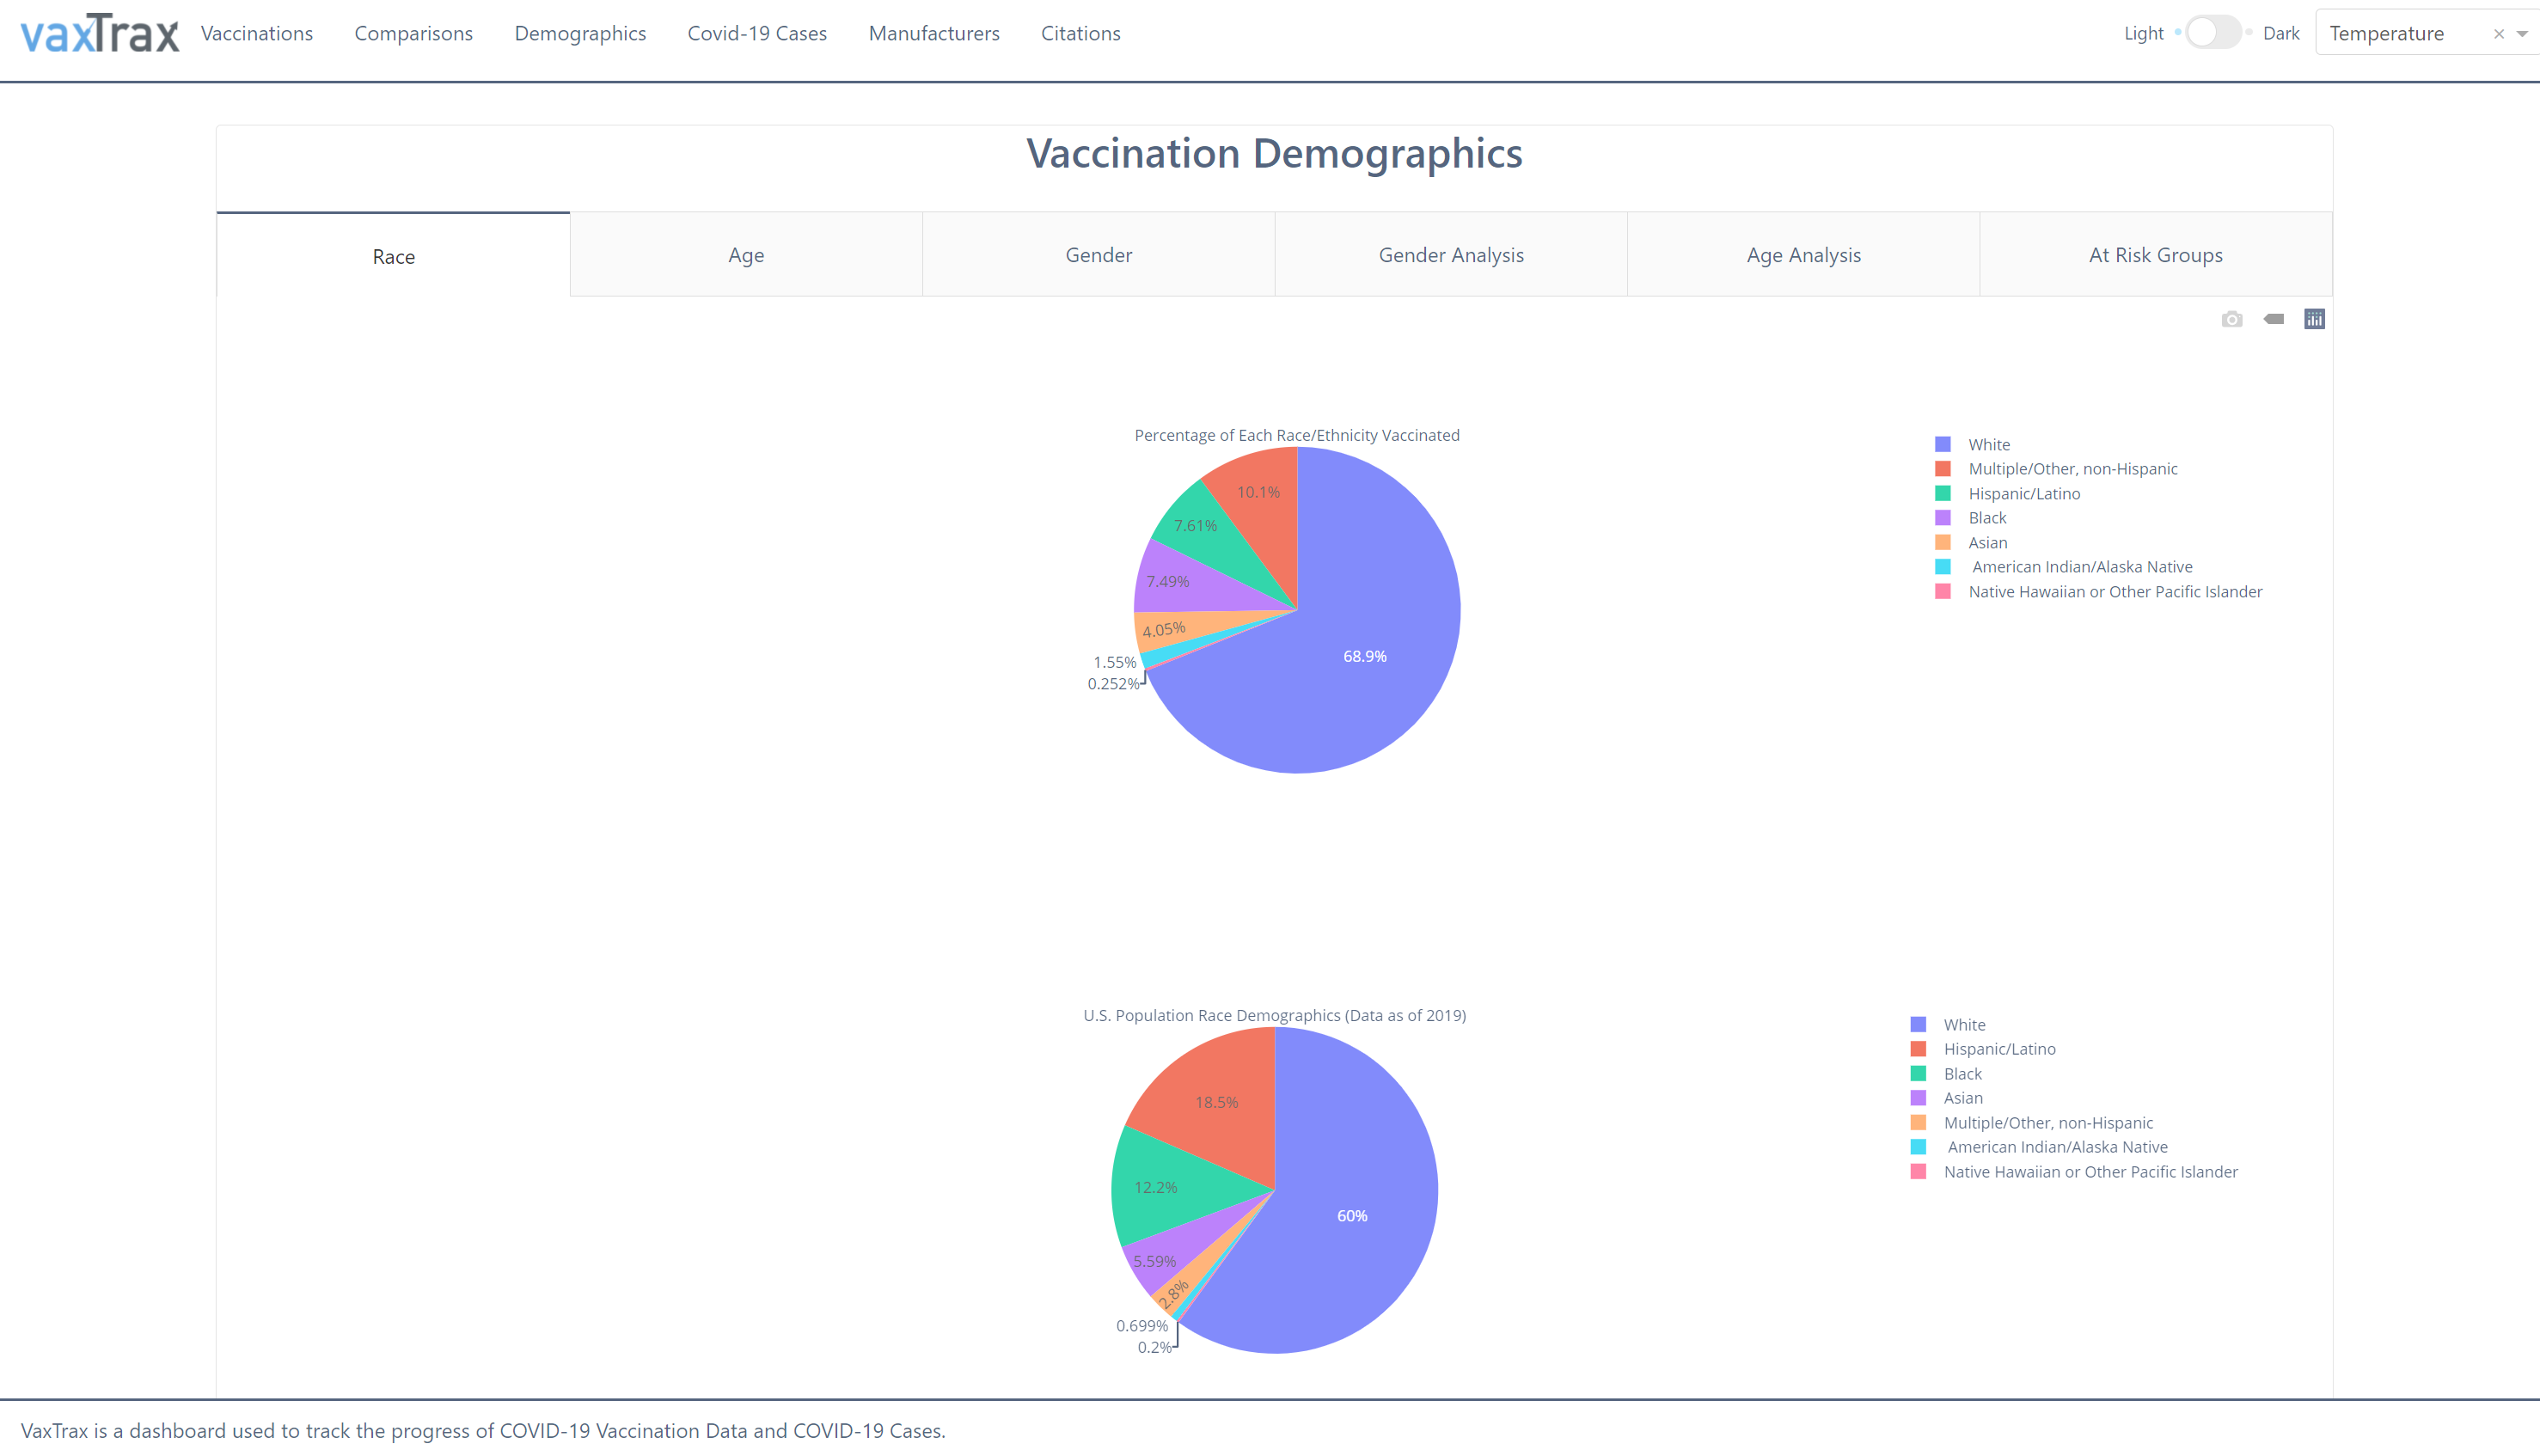 vaxTrax Vaccinations Comparisons Demographics Covid-19 Cases Manufacturers Citations Light Dark Temperature × 
Vaccination Demographics
Race Age Gender Gender Analysis Age Analysis At Risk Groups
Percentage of Each Race/Ethnicity Vaccinated
10.1%
7.61%
7.49%
4.05%
1.55%
0.252%
68.9%
White
Multiple/Other, non-Hispanic
Hispanic/Latino
Black
Asian
American Indian/Alaska Native
Native Hawaiian or Other Pacific Islander
U.S. Population Race Demographics (Data as of 2019)
18.5%
12.2%
5.59%
2.8%
0.699%
0.2%
60%
White
Hispanic/Latino
Black
Asian
Multiple/Other, non-Hispanic
American Indian/Alaska Native
Native Hawaiian or Other Pacific Islander
VaxTrax is a dashboard used to track the progress of COVID-19 Vaccination Data and COVID-19 Cases.